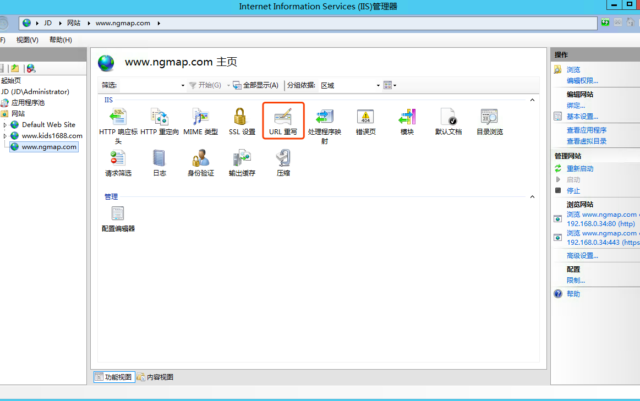 Internet Information Services (IIS)管理器
JD ▸ 网站 ▸ www.ngmap.com ▸
F) 视图(V) 帮助(H)
起始页
JD (JD\Administrator)
应用程序池
网站
Default Web Site
www.kids1688.com
www.ngmap.com
www.ngmap.com 主页
筛选: 开始(G) 全部显示(A) 分组依据: 区域
IIS
HTTP 响应标头
HTTP 重定向
MIME 类型
SSL 设置
URL 重写
处理程序映射
错误页
模块
默认文档
目录浏览
请求筛选
日志
身份验证
输出缓存
压缩
管理
配置编辑器
功能视图 内容视图
操作
浏览
编辑权限...
编辑网站
绑定...
基本设置...
查看应用程序
查看虚拟目录
管理网站
重新启动
启动
停止
浏览网站
浏览 www.ngmap.com
192.168.0.34:80 (http)
浏览 www.ngmap.com
192.168.0.34:443 (https
高级设置...
配置
限制...
帮助